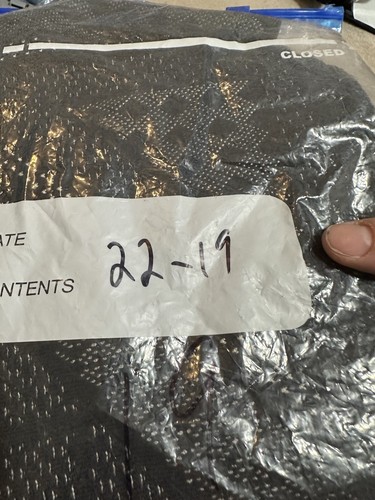 CLOSED
ATE
22-19
NTENTS